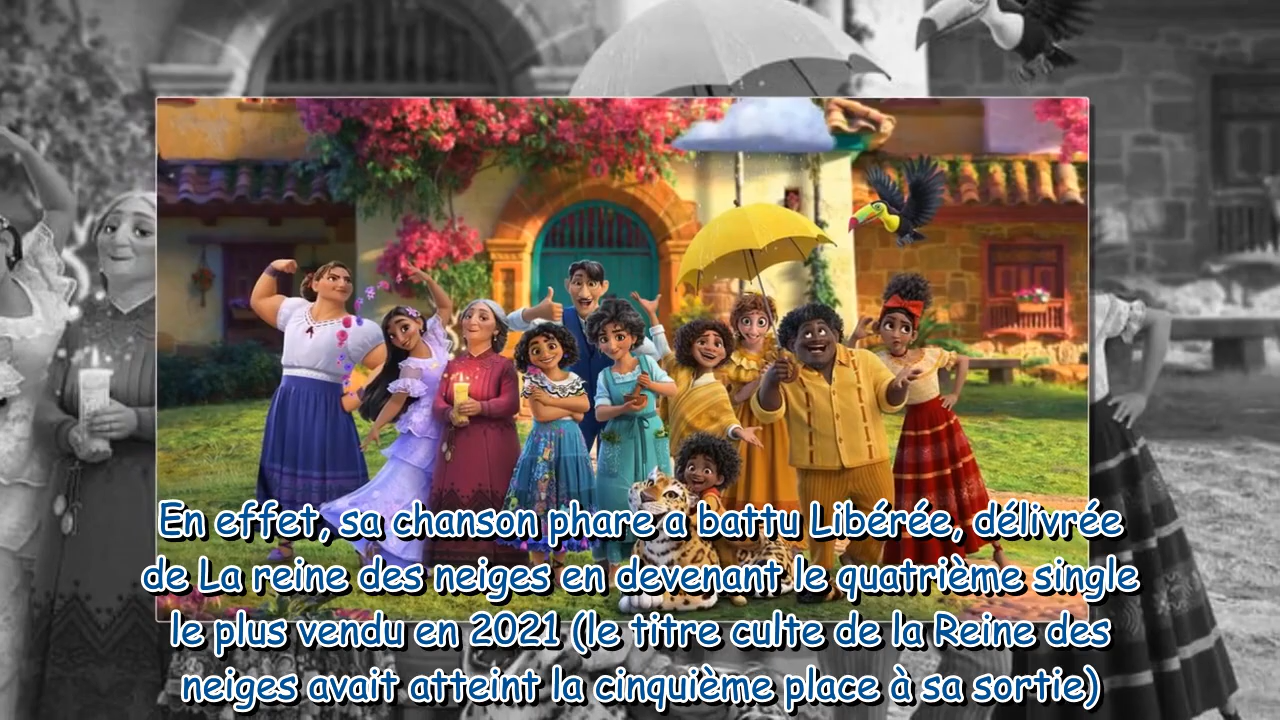 En effet, sa chanson phare a battu Libérée, délivrée
de La reine des neiges en devenant le quatrième single
le plus vendu en 2021 (le titre culte de la Reine des
neiges avait atteint la cinquième place à sa sortie)